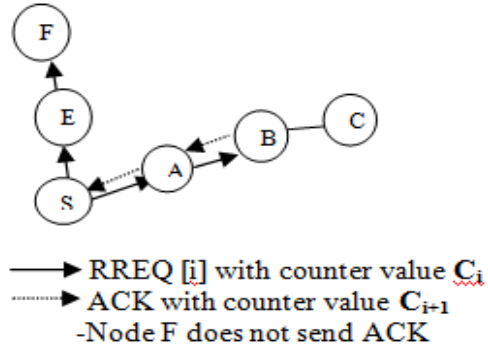 F
E
C
B
A
S
RREQ [i] with counter value Ci
ACK with counter value Ci+1
-Node F does not send ACK